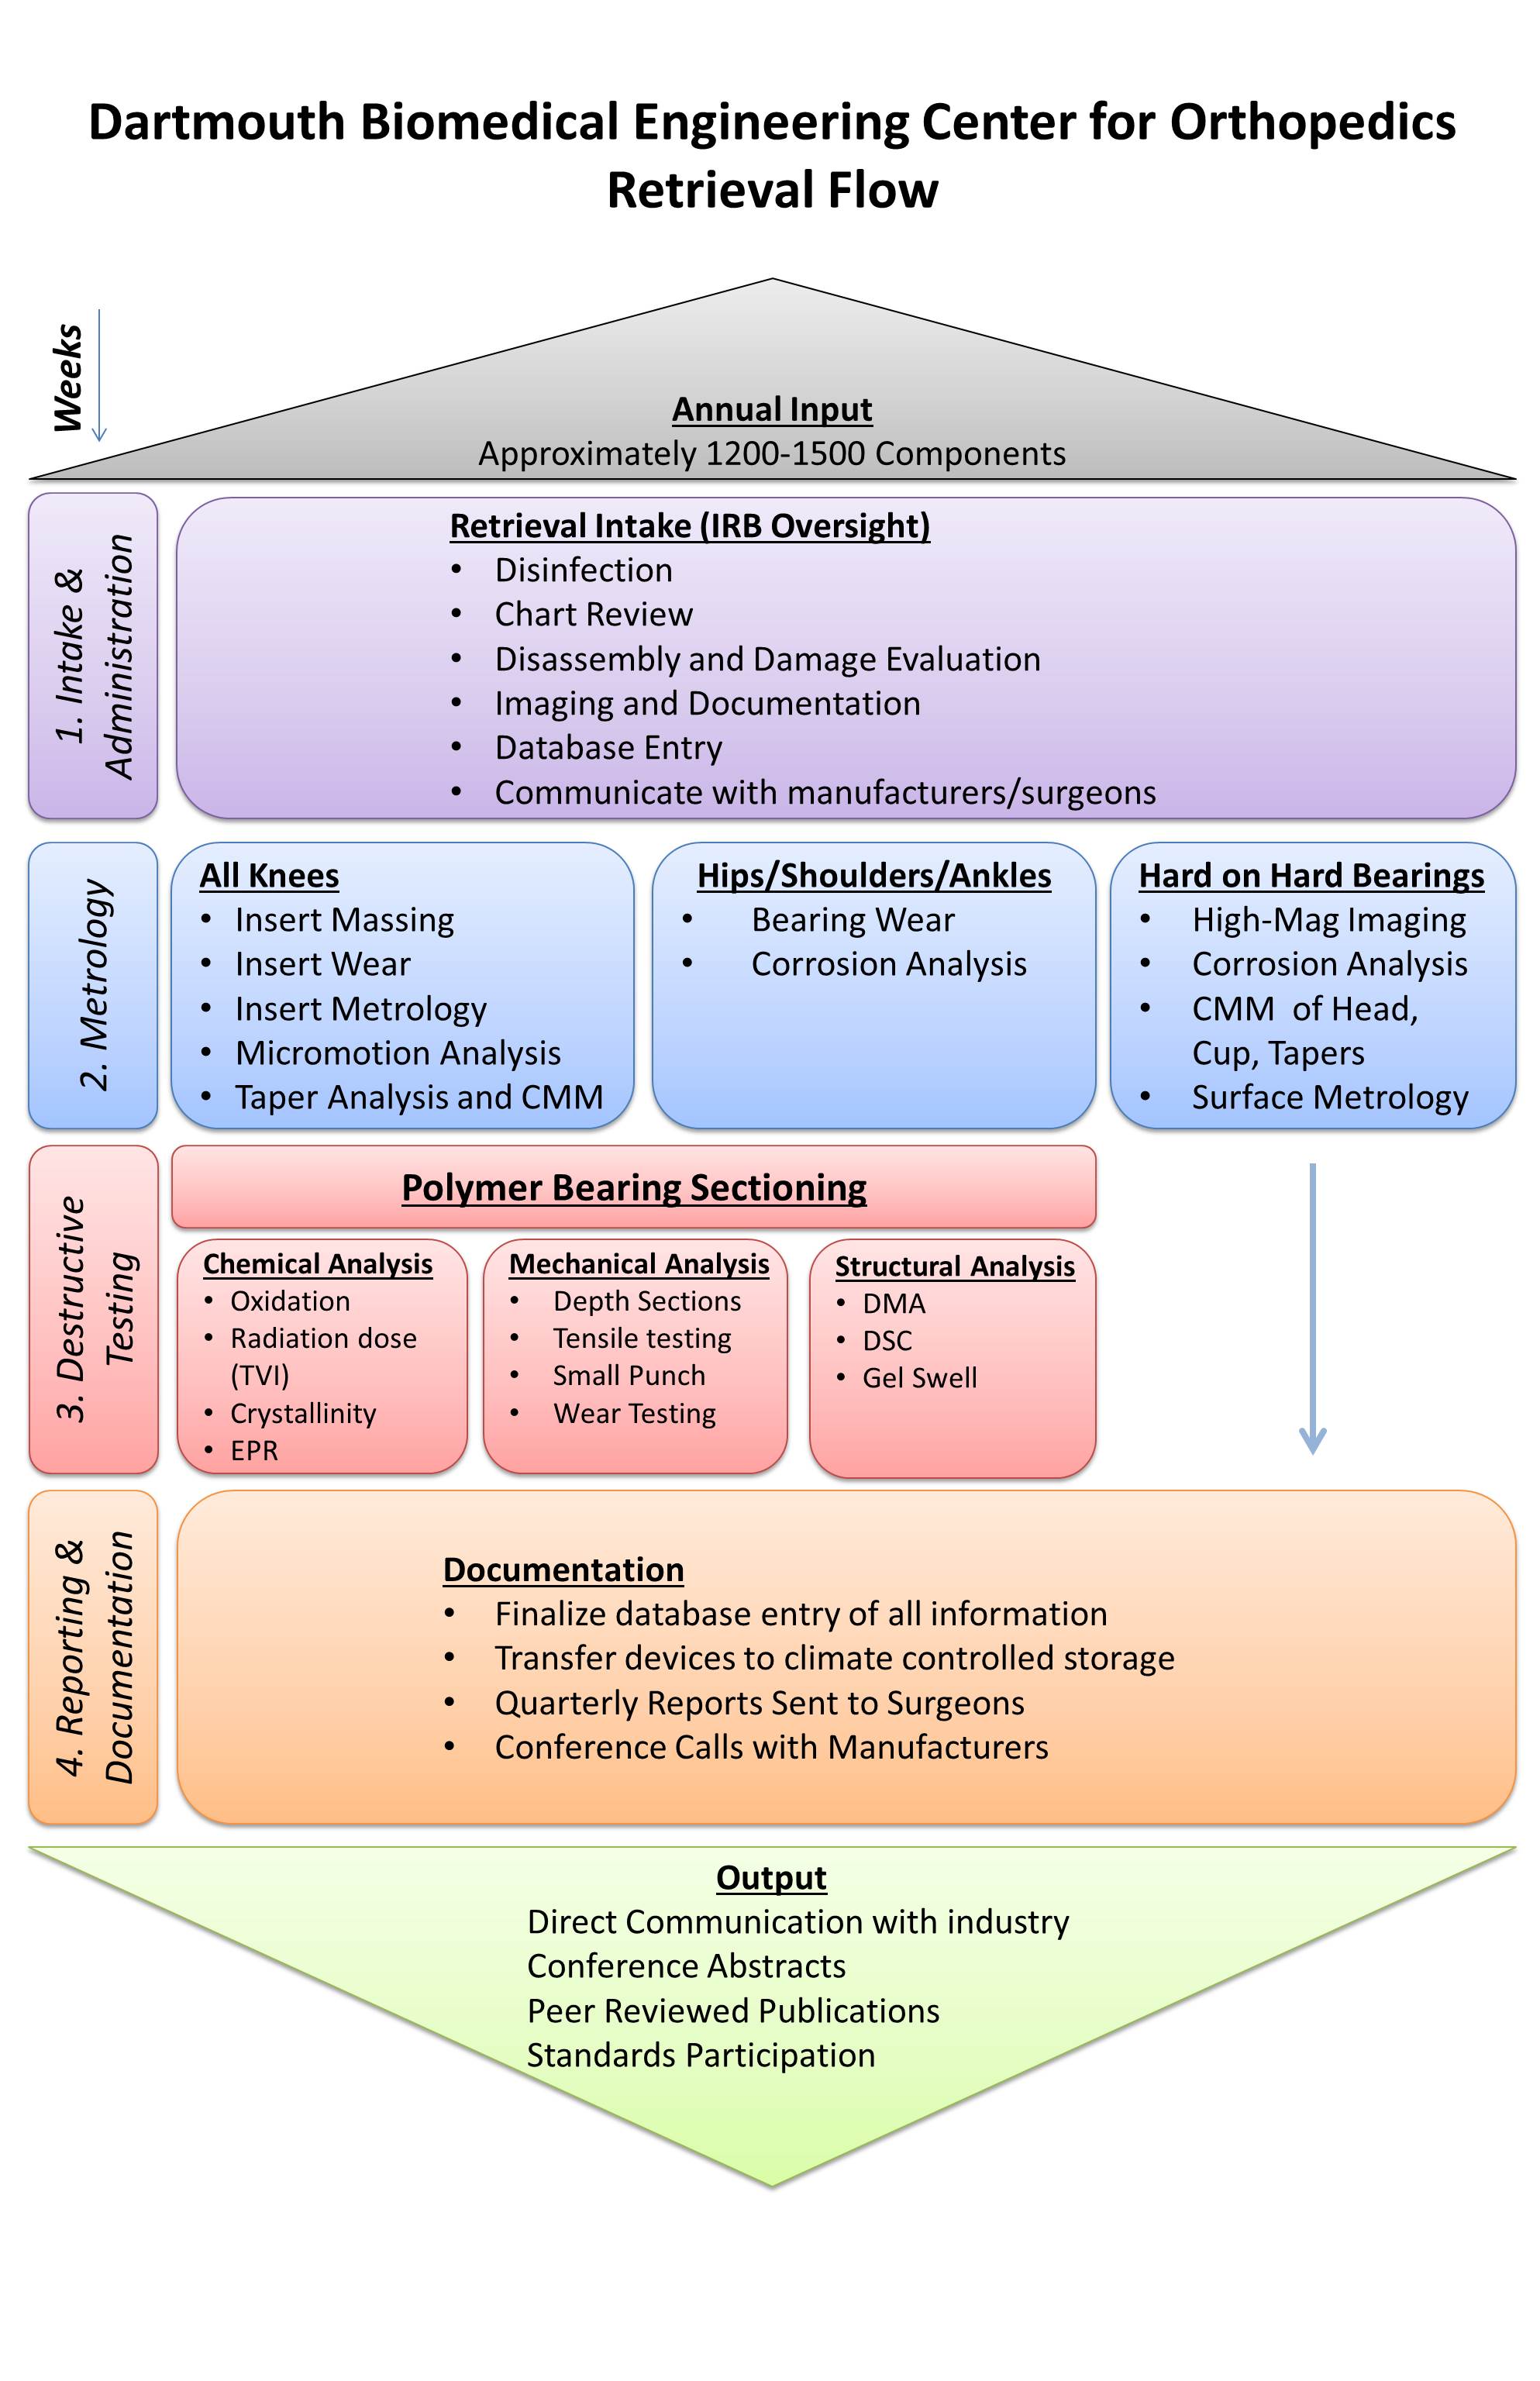 Dartmouth Biomedical Engineering Center for Orthopedics
Retrieval Flow
Weeks
Annual Input
Approximately 1200-1500 Components
1. Intake &
Administration
Retrieval Intake (IRB Oversight)
• Disinfection
• Chart Review
• Disassembly and Damage Evaluation
• Imaging and Documentation
• Database Entry
• Communicate with manufacturers/surgeons
2. Metrology
All Knees
• Insert Massing
• Insert Wear
• Insert Metrology
• Micromotion Analysis
• Taper Analysis and CMM
Hips/Shoulders/Ankles
• Bearing Wear
• Corrosion Analysis
Hard on Hard Bearings
• High-Mag Imaging
• Corrosion Analysis
• CMM of Head,
Cup, Tapers
• Surface Metrology
3. Destructive
Testing
Polymer Bearing Sectioning
Chemical Analysis
• Oxidation
• Radiation dose
(TVI)
• Crystallinity
• EPR
Mechanical Analysis
• Depth Sections
• Tensile testing
• Small Punch
• Wear Testing
Structural Analysis
• DMA
• DSC
• Gel Swell
4. Reporting &
Documentation
Documentation
• Finalize database entry of all information
• Transfer devices to climate controlled storage
• Quarterly Reports Sent to Surgeons
• Conference Calls with Manufacturers
Output
Direct Communication with industry
Conference Abstracts
Peer Reviewed Publications
Standards Participation